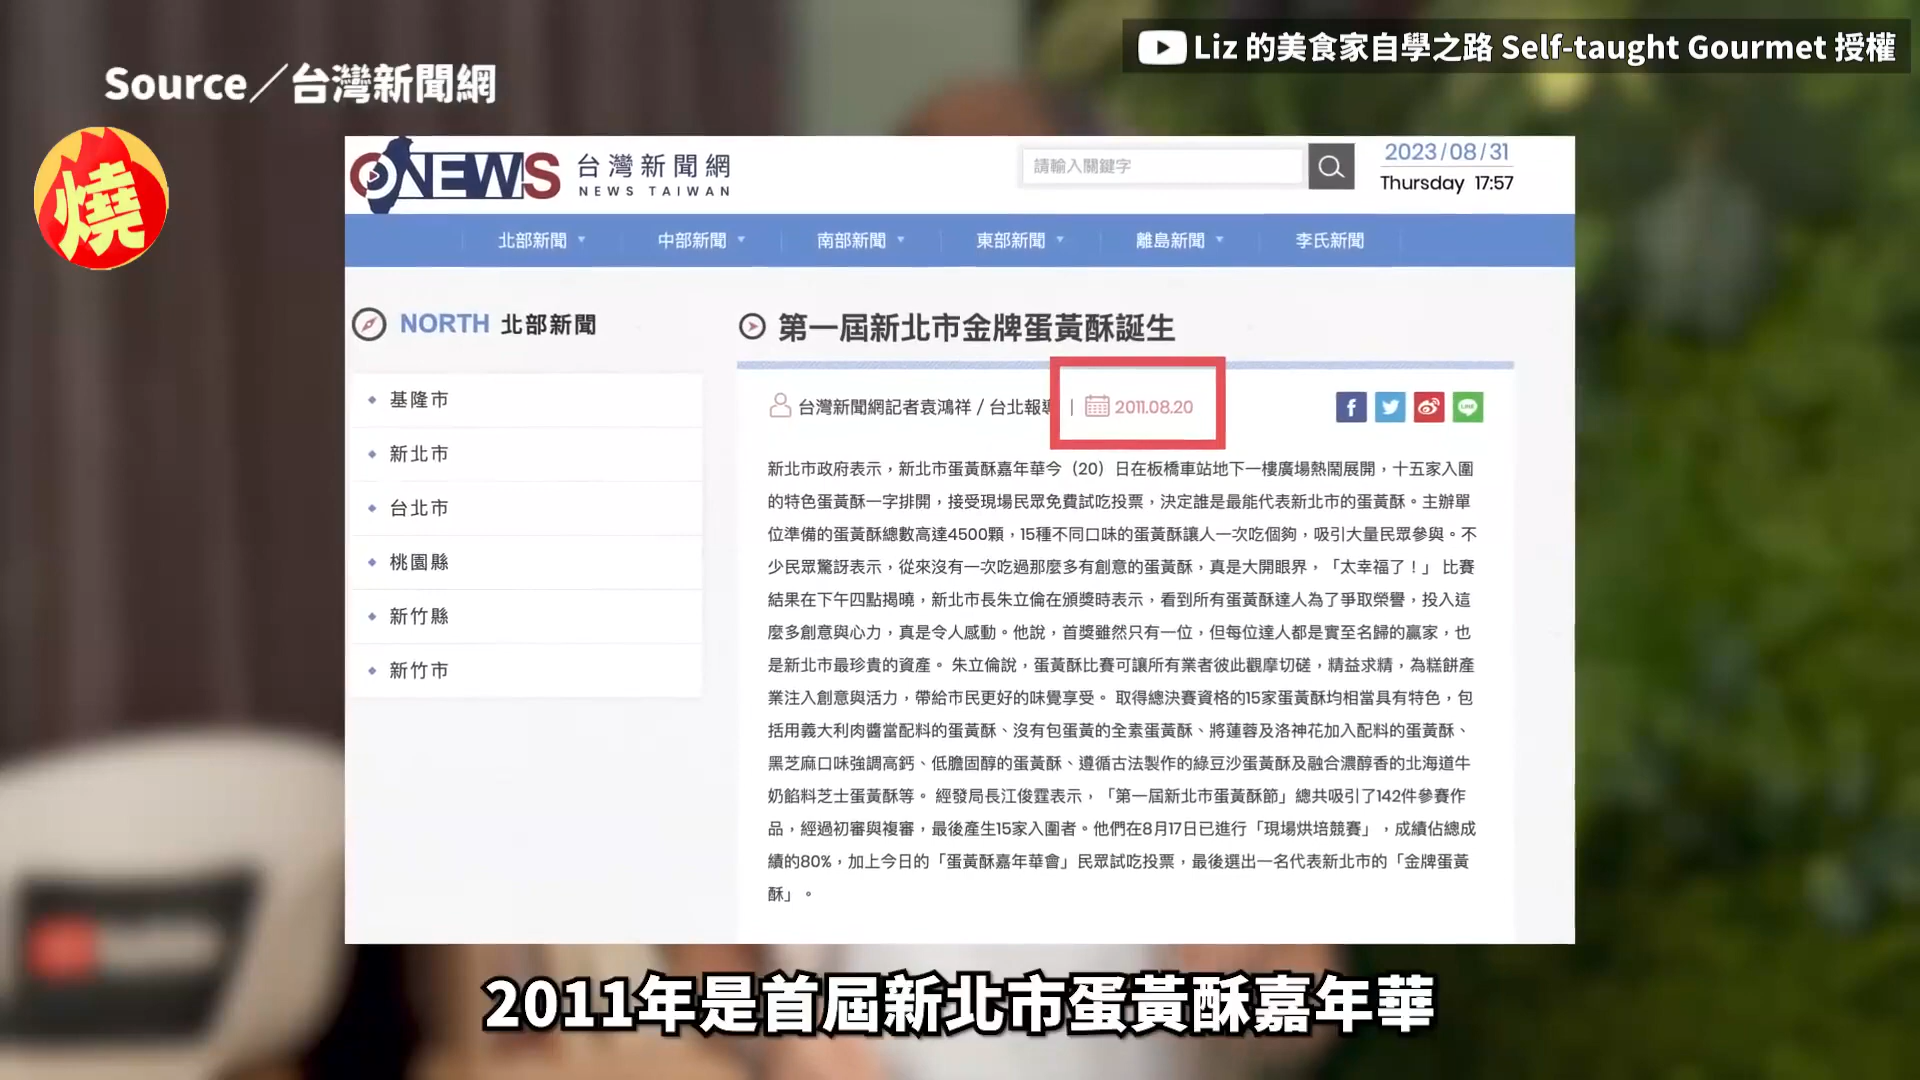 Liz 的美食家自學之路 Self-taught Gourmet 授權
Source／台灣新聞網
燒
NEWS 台灣新聞網
NEWS TAIWAN
請輸入關鍵字
2023/08/31
Thursday 17:57
北部新聞 中部新聞 南部新聞 東部新聞 離島新聞 李氏新聞
NORTH 北部新聞
基隆市
新北市
台北市
桃園縣
新竹縣
新竹市
第一屆新北市金牌蛋黃酥誕生
台灣新聞網記者袁鴻祥 / 台北報導 | 2011.08.20
新北市政府表示，新北市蛋黃酥嘉年華今（20）日在板橋車站地下一樓廣場熱鬧展開，十五家入圍
的特色蛋黃酥一字排開，接受現場民眾免費試吃投票，決定誰是最能代表新北市的蛋黃酥。主辦單
位準備的蛋黃酥總數高達4500顆，15種不同口味的蛋黃酥讓人一次吃個夠，吸引大量民眾參與。不
少民眾驚訝表示，從來沒有一次吃過那麼多有創意的蛋黃酥，真是大開眼界，「太幸福了！」 比賽
結果在下午四點揭曉，新北市長朱立倫在頒獎時表示，看到所有蛋黃酥達人為了爭取榮譽，投入這
麼多創意與心力，真是令人感動。他說，首獎雖然只有一位，但每位達人都是實至名歸的贏家，也
是新北市最珍貴的資產。 朱立倫說，蛋黃酥比賽可讓所有業者彼此觀摩切磋，精益求精，為糕餅產
業注入創意與活力，帶給市民更好的味覺享受。 取得總決賽資格的15家蛋黃酥均相當具有特色，包
括用義大利肉醬當配料的蛋黃酥、沒有包蛋黃的全素蛋黃酥、將蓮蓉及洛神花加入配料的蛋黃酥、
黑芝麻口味強調高鈣、低膽固醇的蛋黃酥、遵循古法製作的綠豆沙蛋黃酥及融合濃醇香的北海道牛
奶餡料芝士蛋黃酥等。 經發局長江俊霆表示，「第一屆新北市蛋黃酥節」總共吸引了142件參賽作
品，經過初審與複審，最後產生15家入圍者。他們在8月17日已進行「現場烘培競賽」，成績佔總成
績的80%，加上今日的「蛋黃酥嘉年華會」民眾試吃投票，最後選出一名代表新北市的「金牌蛋黃
酥」。
2011年是首屆新北市蛋黃酥嘉年華